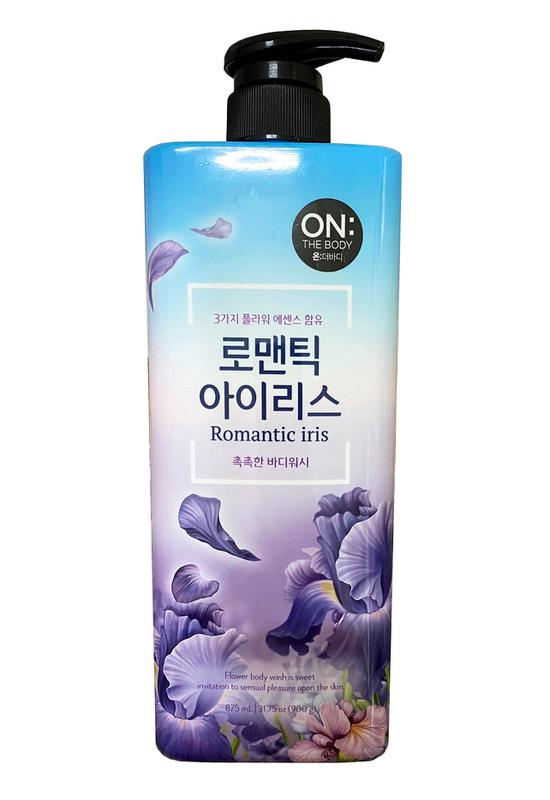 ON:
THE BODY
온:더바디
3가지 플라워 에센스 함유
로맨틱
아이리스
Romantic iris
촉촉한 바디워시
Flower body wash is sweet
invitation to sensual pleasure upon the skin.
875 mL | 31.75 oz (900 g)